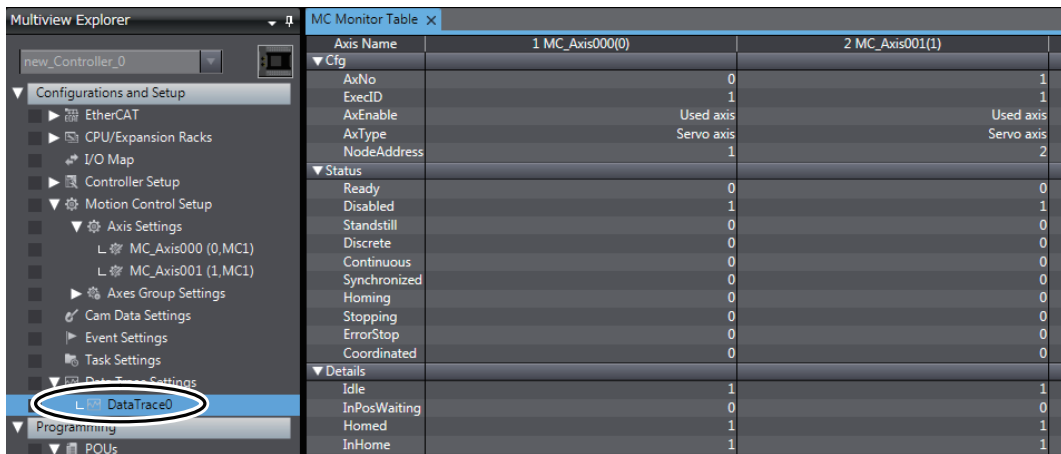 Multiview Explorer
new_Controller_0
Configurations and Setup
EtherCAT
CPU/Expansion Racks
I/O Map
Controller Setup
Motion Control Setup
Axis Settings
MC_Axis000 (0,MC1)
MC_Axis001 (1,MC1)
Axes Group Settings
Cam Data Settings
Event Settings
Task Settings
Data Trace Settings
DataTrace0
Programming
POUs
MC Monitor Table
Axis Name 1 MC_Axis000(0) 2 MC_Axis001(1)
Cfg
AxNo 0 1
ExecID 1 1
AxEnable Used axis Used axis
AxType Servo axis Servo axis
NodeAddress 1 2
Status
Ready 0 0
Disabled 1 1
Standstill 0 0
Discrete 0 0
Continuous 0 0
Synchronized 0 0
Homing 0 0
Stopping 0 0
ErrorStop 0 0
Coordinated 0 0
Details
Idle 1 1
InPosWaiting 0 0
Homed 1 1
InHome 1 1